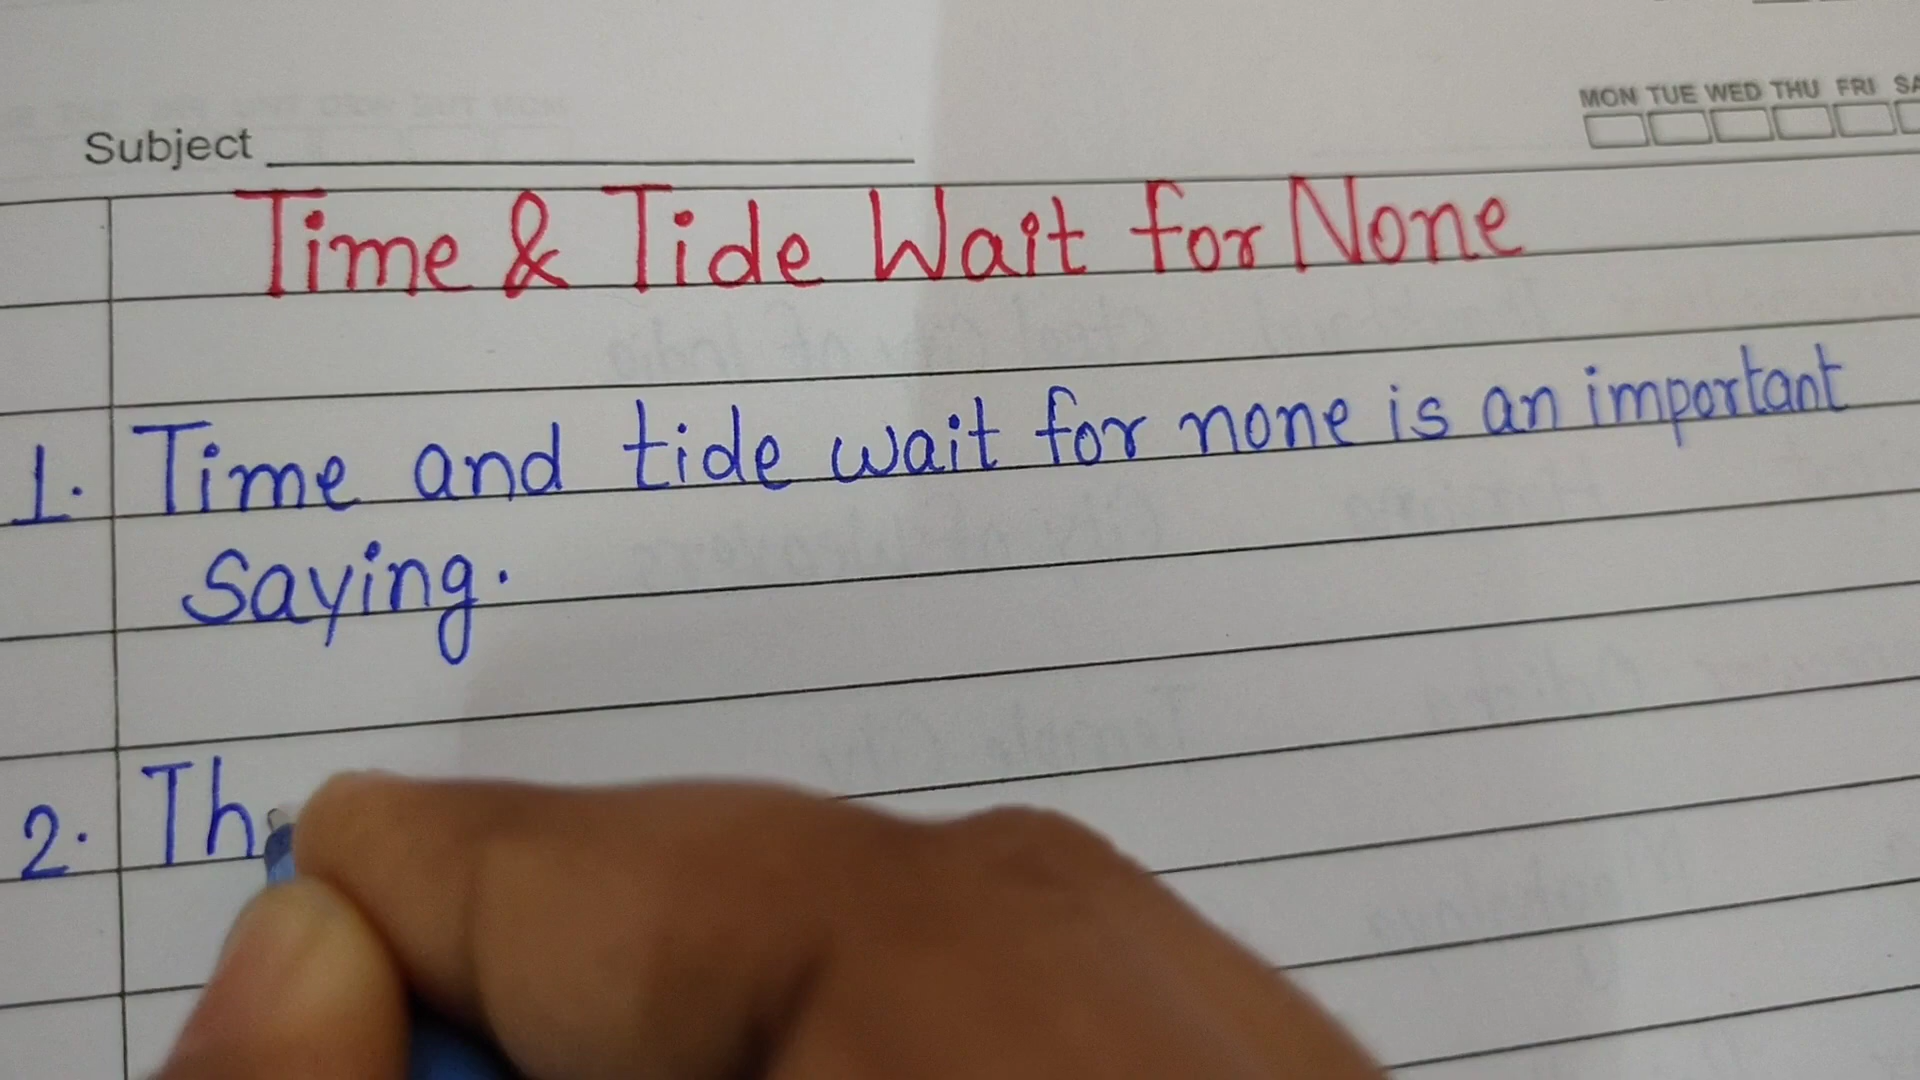 MON TUE WED THU FRI
Subject
Time & Tide Wait for None
1. Time and tide wait for none is an important
saying.
2. Th